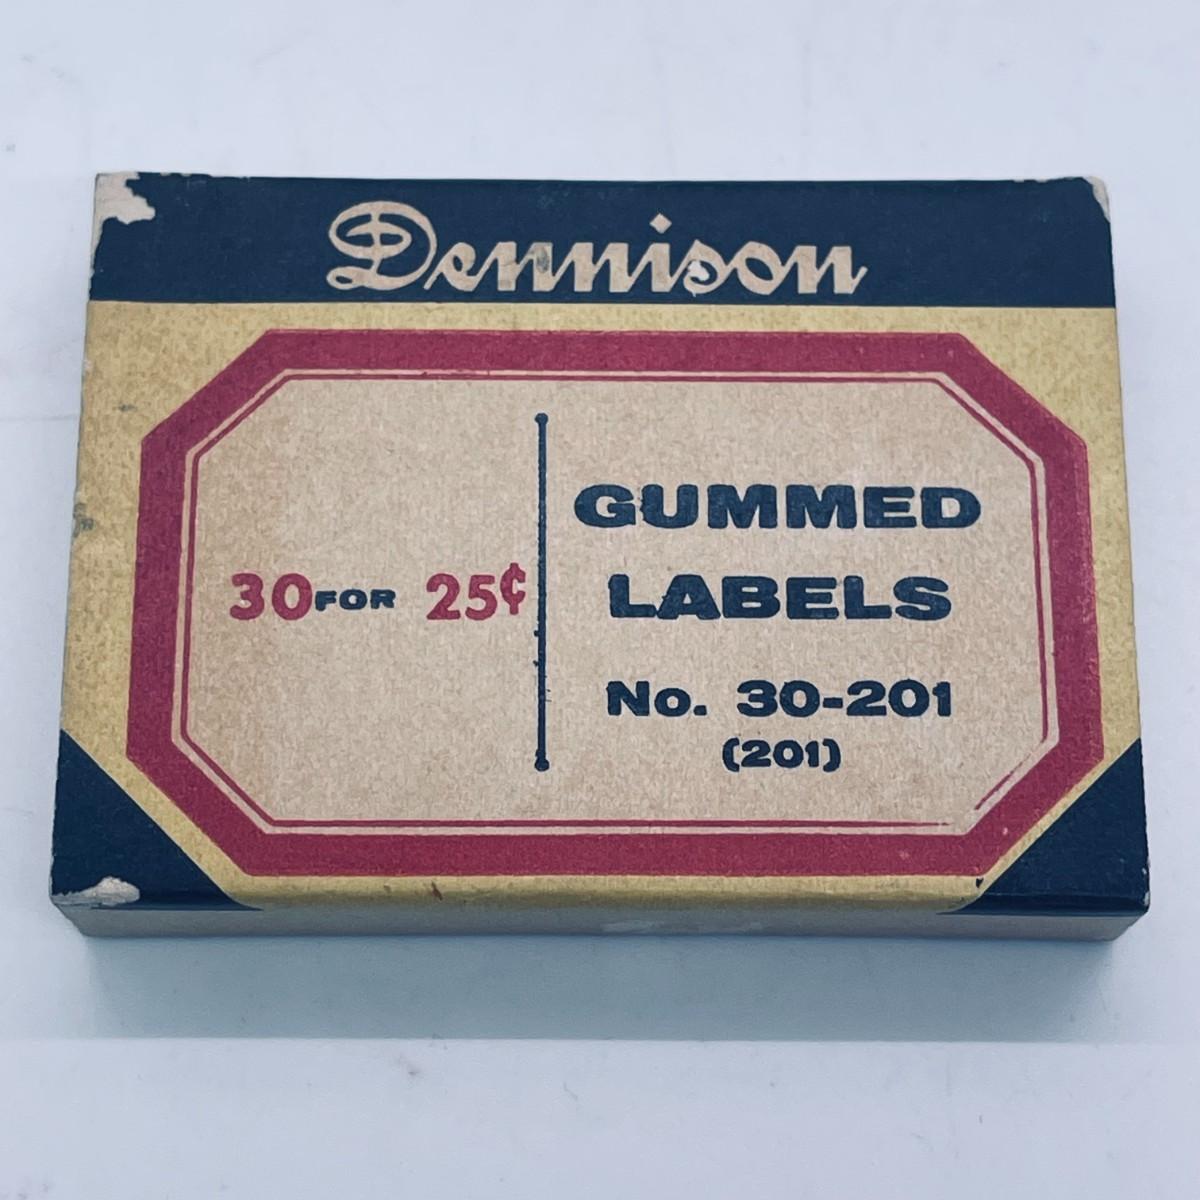 Dennison
30 FOR 25¢
GUMMED
LABELS
No. 30-201
(201)